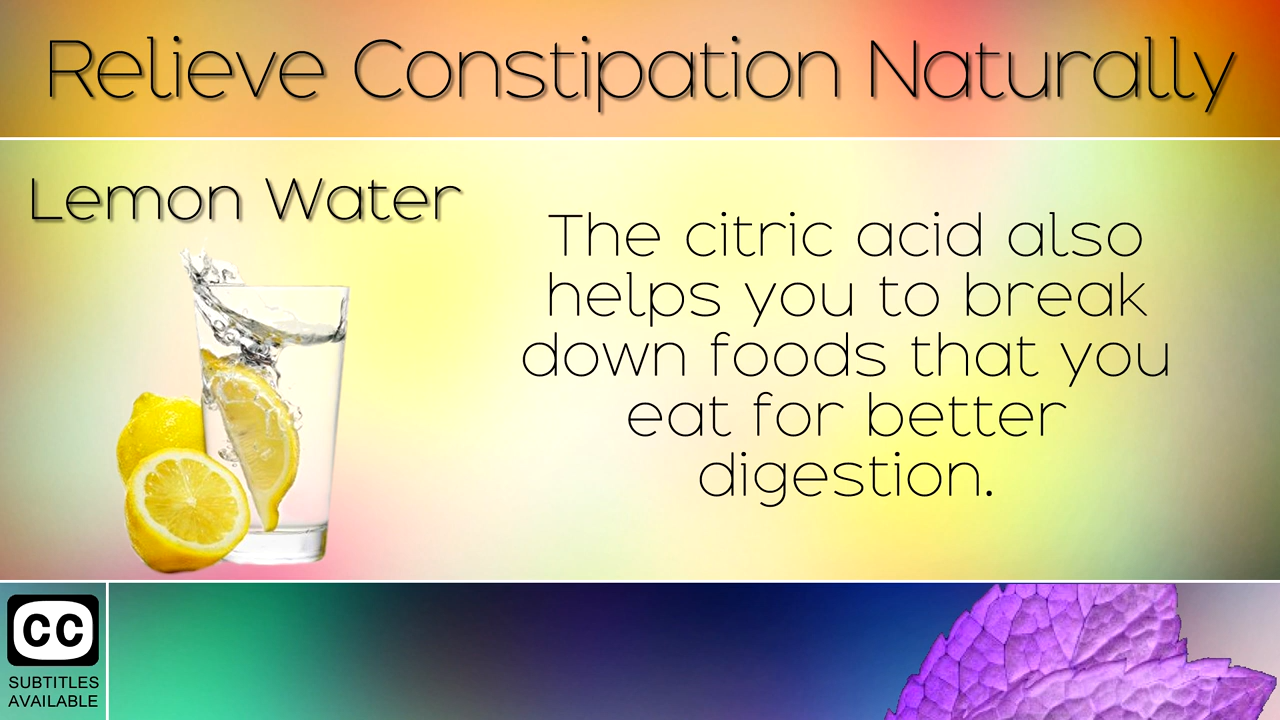 Relieve Constipation Naturally
Lemon Water
The citric acid also
helps you to break
down foods that you
eat for better
digestion.
CC
SUBTITLES
AVAILABLE